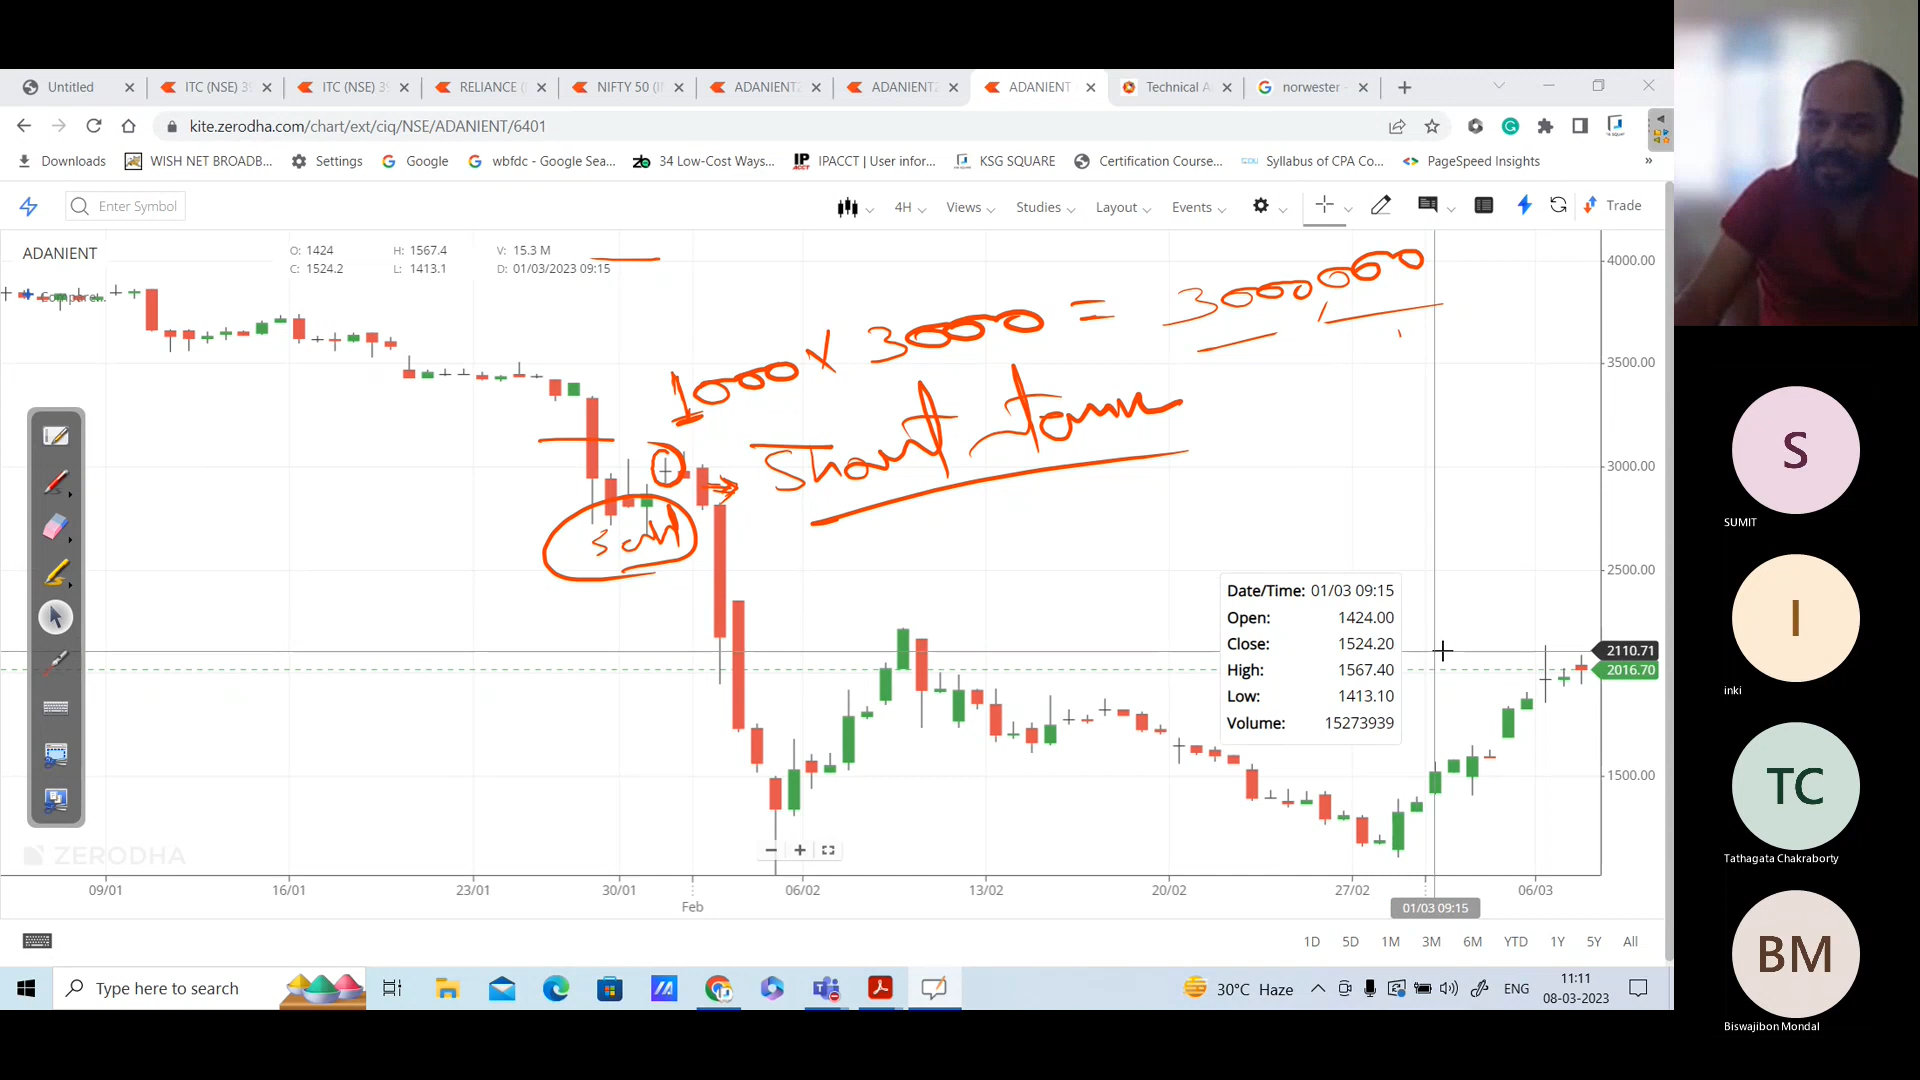 Untitled
ITC (NSE) 39
ITC (NSE) 39
RELIANCE (
NIFTY 50 (I
ADANIENT2
ADANIENT2
ADANIENT
Technical A
norwester -
kite.zerodha.com/chart/ext/ciq/NSE/ADANIENT/6401
Downloads
WISH NET BROADB...
Settings
Google
wbfdc - Google Sea...
34 Low-Cost Ways...
IPACCT | User infor...
KSG SQUARE
Certification Course...
Syllabus of CPA Co...
PageSpeed Insights
Enter Symbol
4H
Views
Studies
Layout
Events
Trade
ADANIENT
O: 1424 H: 1567.4 V: 15.3 M
C: 1524.2 L: 1413.1 D: 01/03/2023 09:15
Compare...
1000 x 30000 = 30000000
Short Term
4000.00
3500.00
3000.00
2500.00
2110.71
2016.70
1500.00
Date/Time: 01/03 09:15
Open: 1424.00
Close: 1524.20
High: 1567.40
Low: 1413.10
Volume: 15273939
ZERODHA
09/01 16/01 23/01 30/01 06/02 13/02 20/02 27/02 06/03
Feb
01/03 09:15
1D 5D 1M 3M 6M YTD 1Y 5Y All
Type here to search
30°C Haze
ENG
11:11
08-03-2023
S
SUMIT
I
inki
TC
Tathagata Chakraborty
BM
Biswajibon Mondal